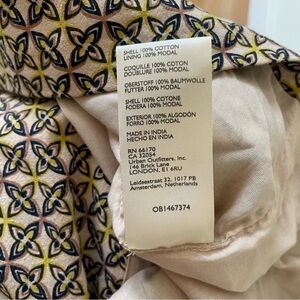 SHELL 100% COTTON
LINING 100% MODAL
COQUILLE 100% COTON
DOUBLURE 100% MODAL
OBERSTOFF 100% BAUMWOLLE
FUTTER 100% MODAL
SHELL 100% COTONE
FODERA 100% MODAL
EXTERIOR 100% ALGODÓN
FORRO 100% MODAL
MADE IN INDIA
HECHO EN INDIA
RN 66170
CA 32054
Urban Outfitters, Inc.
146 Brick Lane
LONDON, E1 6RU
Leidsestraat 32, 1017 PB
Amsterdam, Netherlands
OB1467374